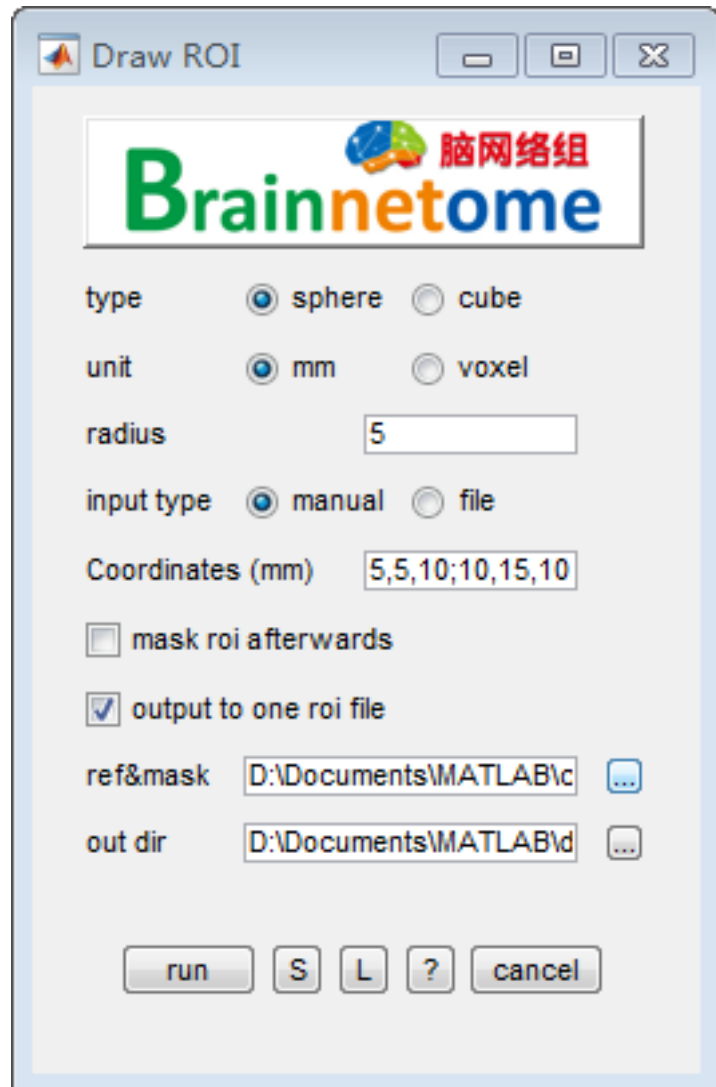 Draw ROI
脑网络组
Brainnetome
type sphere cube
unit mm voxel
radius 5
input type manual file
Coordinates (mm) 5,5,10;10,15,10
mask roi afterwards
output to one roi file
ref&mask D:\Documents\MATLAB\c ...
out dir D:\Documents\MATLAB\d ...
run S L ? cancel